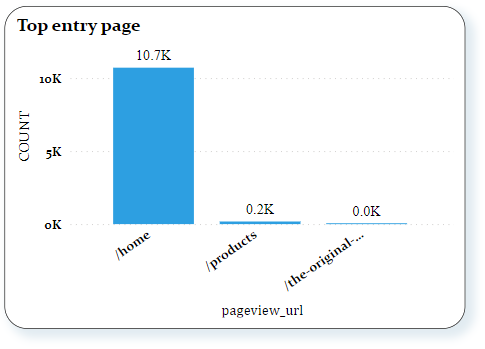 Top entry page
10.7K
10K
COUNT
5K
0.2K
0.0K
0K
/home
/products
/the-original-...
pageview_url